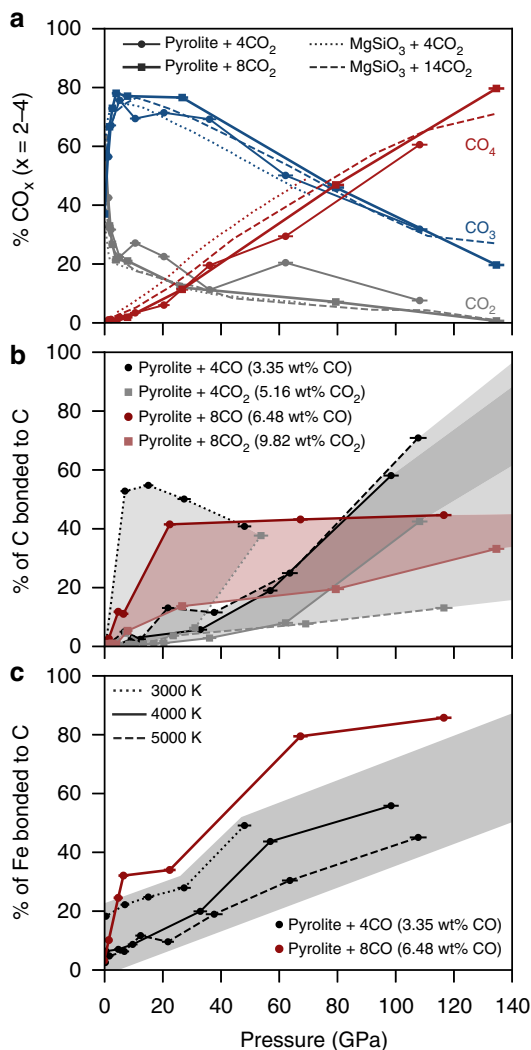 a
Pyrolite + 4CO₂
MgSiO₃ + 4CO₂
Pyrolite + 8CO₂
MgSiO₃ + 14CO₂
100
80
60
40
20
0
% COₓ (x = 2–4)
CO₄
CO₃
CO₂
b
Pyrolite + 4CO (3.35 wt% CO)
Pyrolite + 4CO₂ (5.16 wt% CO₂)
Pyrolite + 8CO (6.48 wt% CO)
Pyrolite + 8CO₂ (9.82 wt% CO₂)
100
80
60
40
20
0
% of C bonded to C
c
3000 K
4000 K
5000 K
100
80
60
40
20
0
% of Fe bonded to C
Pyrolite + 4CO (3.35 wt% CO)
Pyrolite + 8CO (6.48 wt% CO)
0 20 40 60 80 100 120 140
Pressure (GPa)